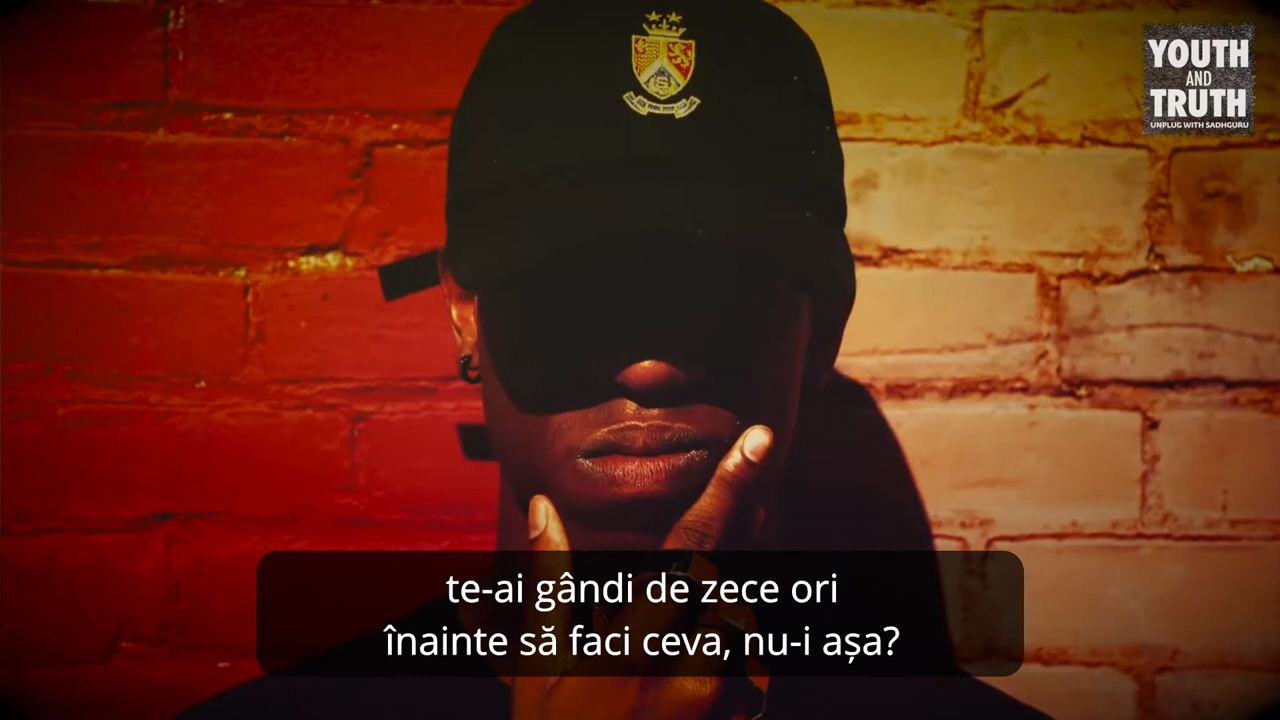 YOUTH
AND
TRUTH
UNPLUG WITH SADHGURU
te-ai gândi de zece ori
înainte să faci ceva, nu-i așa?